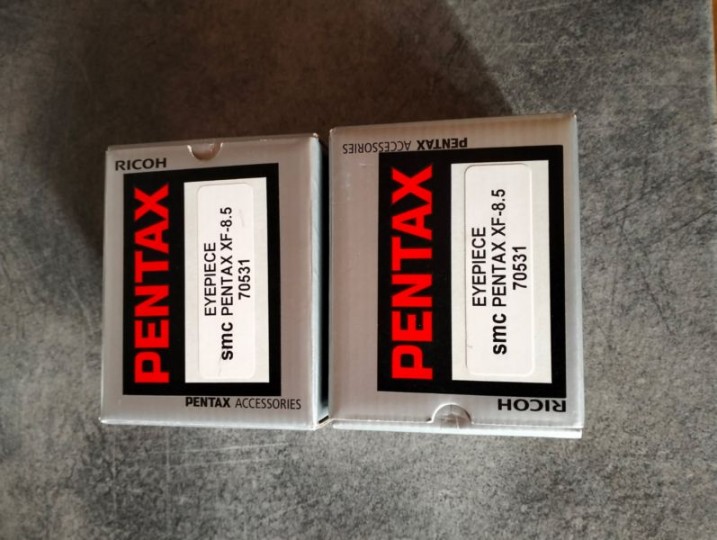 RICOH
PENTAX
EYEPIECE
smc PENTAX XF-8.5
70531
PENTAX ACCESSORIES
PENTAX ACCESSORIES
PENTAX
EYEPIECE
smc PENTAX XF-8.5
70531
RICOH